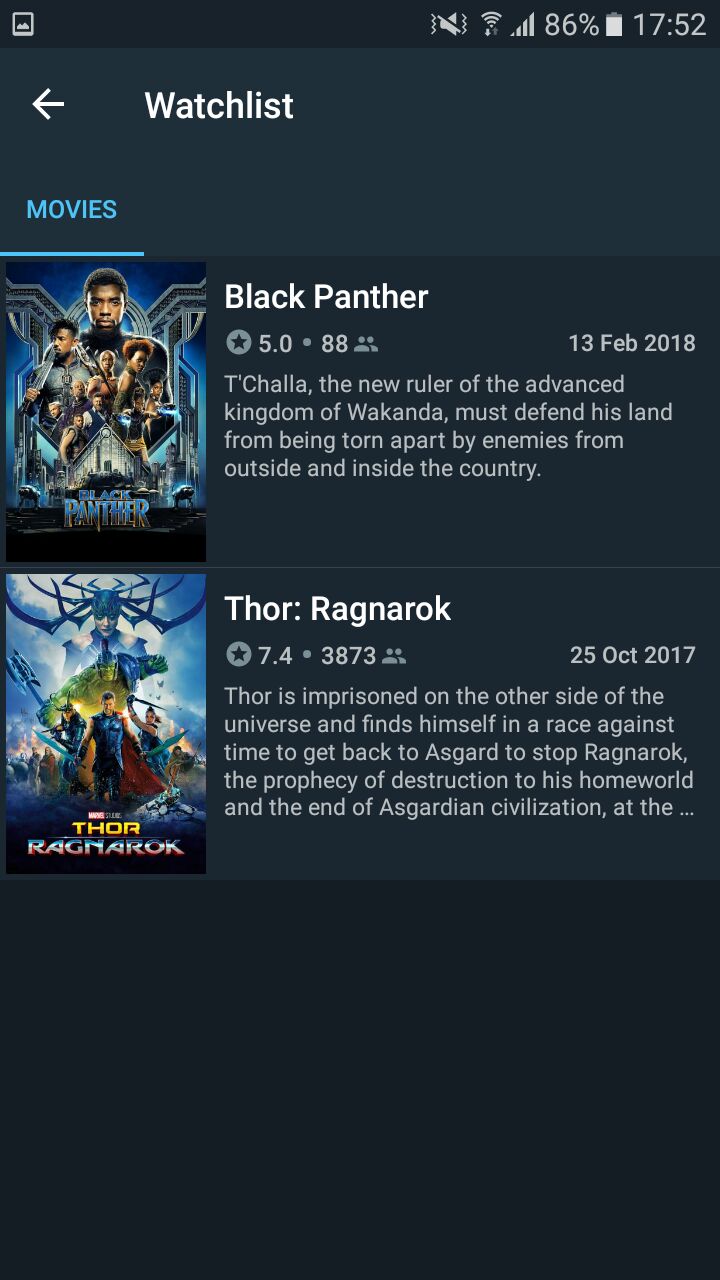 86% 17:52
Watchlist
MOVIES
Black Panther
5.0 • 88
13 Feb 2018
T'Challa, the new ruler of the advanced
kingdom of Wakanda, must defend his land
from being torn apart by enemies from
outside and inside the country.
BLACK
PANTHER
Thor: Ragnarok
7.4 • 3873
25 Oct 2017
Thor is imprisoned on the other side of the
universe and finds himself in a race against
time to get back to Asgard to stop Ragnarok,
the prophecy of destruction to his homeworld
and the end of Asgardian civilization, at the ...
MARVEL STUDIOS
THOR
RAGNAROK